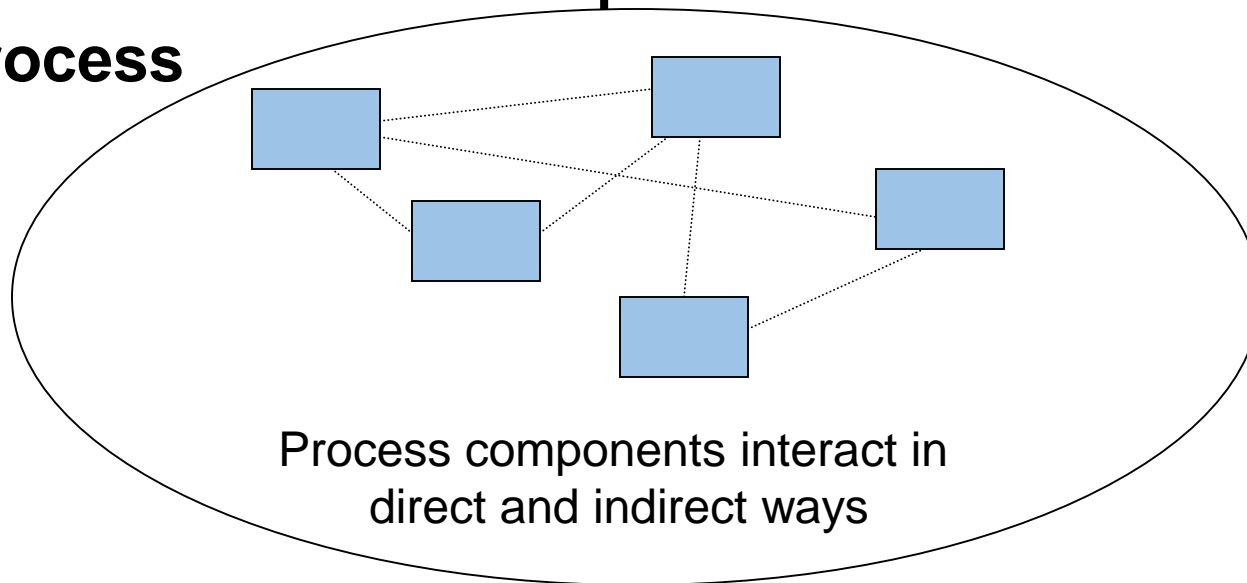 ocess
Process components interact in
direct and indirect ways